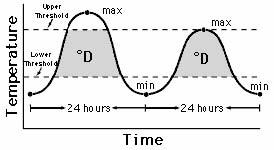 Upper
Threshold
max
max
°D
°D
Lower
Threshold
min
min
24 hours
24 hours
Temperature
Time